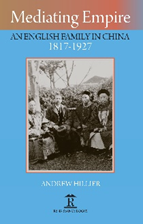 Mediating Empire
AN ENGLISH FAMILY IN CHINA
1817-1927
ANDREW HILLIER